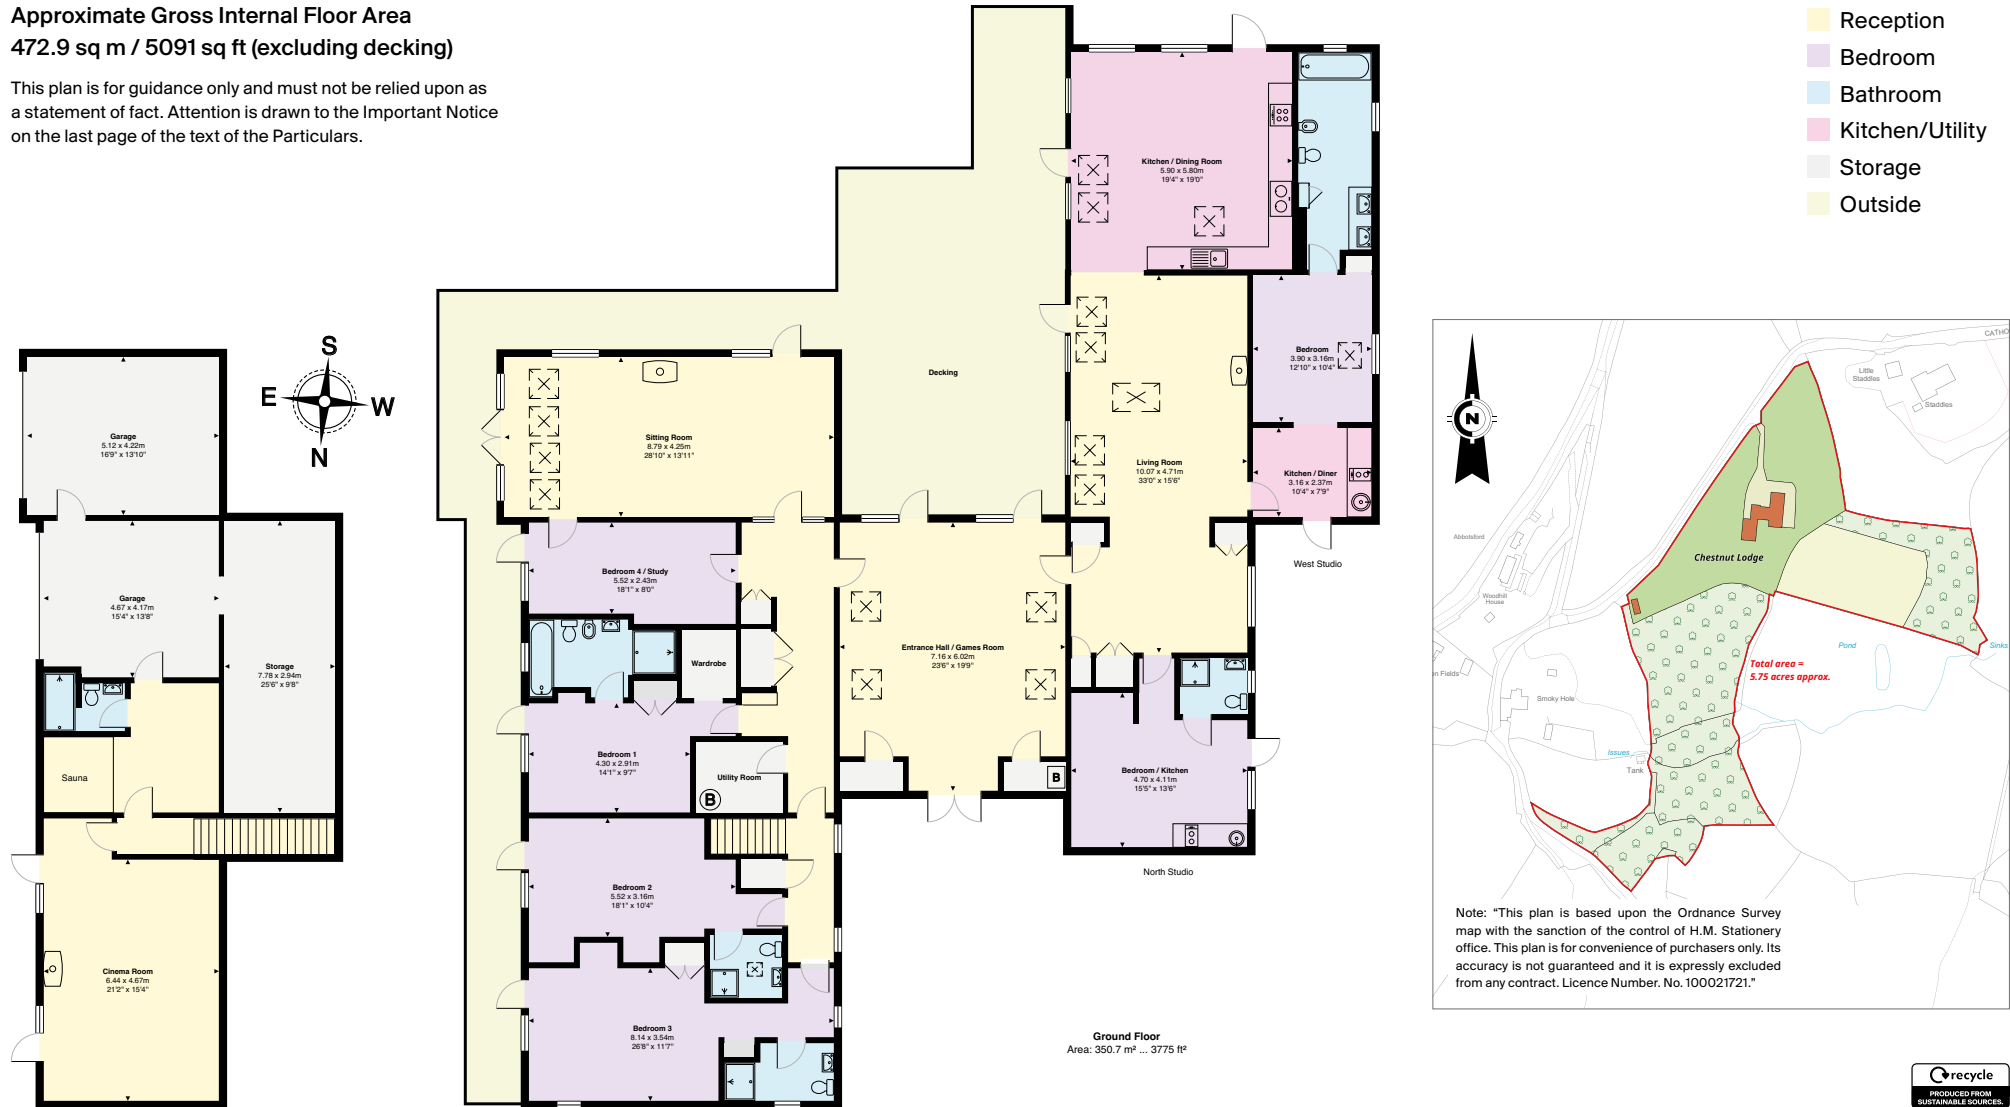 Approximate Gross Internal Floor Area
472.9 sq m / 5091 sq ft (excluding decking)
This plan is for guidance only and must not be relied upon as
a statement of fact. Attention is drawn to the Important Notice
on the last page of the text of the Particulars.
Reception
Bedroom
Bathroom
Kitchen/Utility
Storage
Outside
S
E
W
N
Garage
5.12 x 4.22m
16'9" x 13'10"
Garage
4.67 x 4.17m
15'4" x 13'8"
Storage
7.78 x 2.94m
25'6" x 9'8"
Sauna
Cinema Room
6.44 x 4.67m
21'2" x 15'4"
Decking
Sitting Room
8.79 x 4.25m
28'10" x 13'11"
Bedroom 4 / Study
5.52 x 2.43m
18'1" x 8'0"
Wardrobe
Bedroom 1
4.30 x 2.91m
14'1" x 9'7"
Utility Room
B
Bedroom 2
5.52 x 3.16m
18'1" x 10'4"
Bedroom 3
8.14 x 3.54m
26'8" x 11'7"
Entrance Hall / Games Room
7.16 x 6.02m
23'6" x 19'9"
B
Kitchen / Dining Room
5.90 x 5.80m
19'4" x 19'0"
Living Room
10.07 x 4.71m
33'0" x 15'6"
Bedroom
3.90 x 3.16m
12'10" x 10'4"
Kitchen / Diner
3.16 x 2.37m
10'4" x 7'9"
West Studio
Bedroom / Kitchen
4.70 x 4.11m
15'5" x 13'6"
North Studio
Ground Floor
Area: 350.7 m² ... 3775 ft²
N
CATHO
Little
Staddles
Staddles
Abbotsford
Chestnut Lodge
Woodhill
House
Pond
Sinks
Total area =
5.75 acres approx.
n Fields
Smoky Hole
Issues
Tank
Note: “This plan is based upon the Ordnance Survey
map with the sanction of the control of H.M. Stationery
office. This plan is for convenience of purchasers only. Its
accuracy is not guaranteed and it is expressly excluded
from any contract. Licence Number. No. 100021721.”
recycle
PRODUCED FROM
SUSTAINABLE SOURCES.